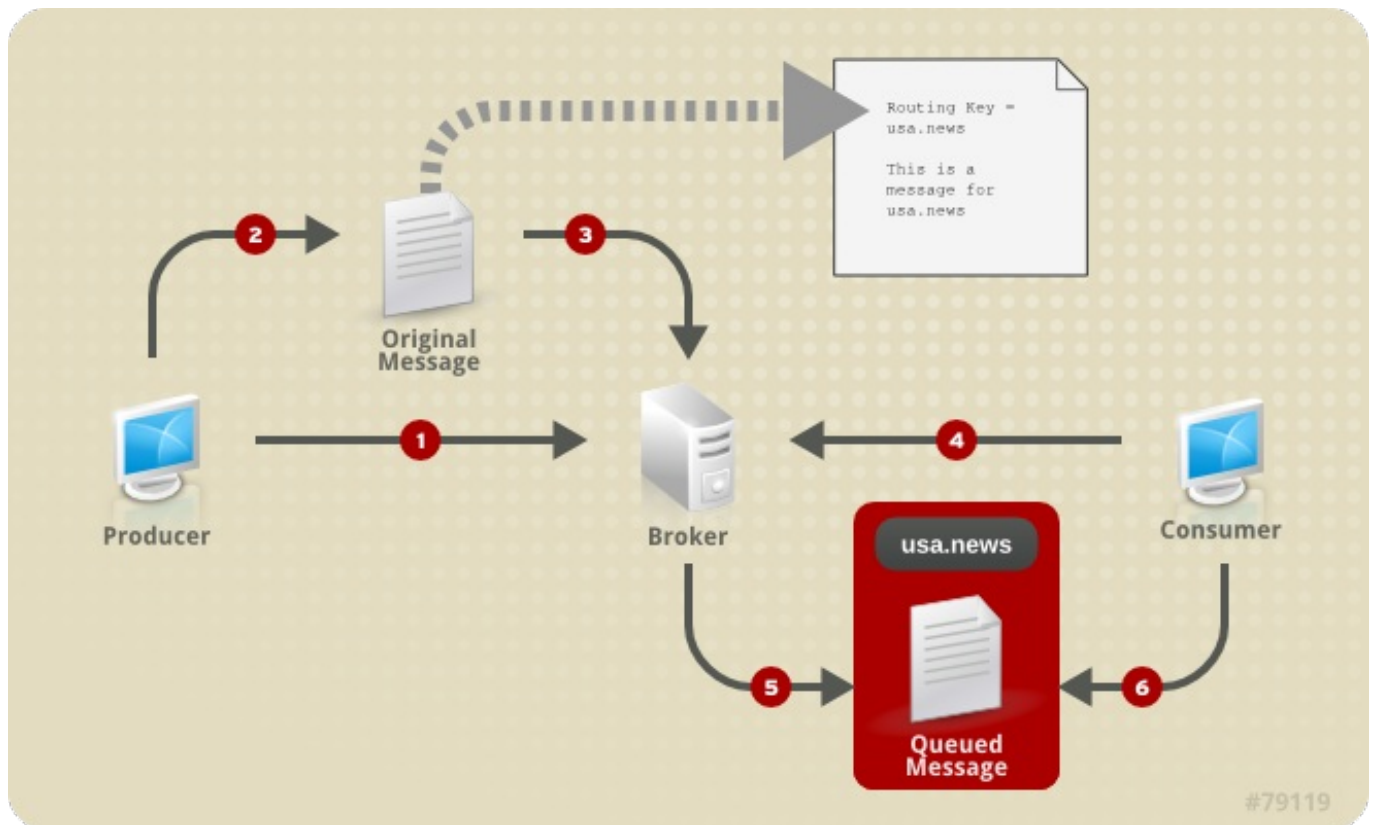 Routing Key =
usa.news
This is a
message for
usa.news
2
3
Original
Message
1
4
Producer
Broker
Consumer
usa.news
5
6
Queued
Message
#79119